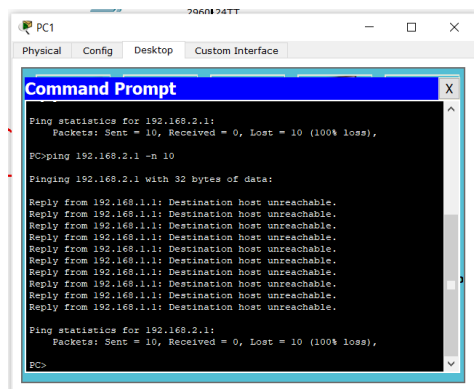 2960-24TT
PC1
Physical Config Desktop Custom Interface
Command Prompt X
Ping statistics for 192.168.2.1:
Packets: Sent = 10, Received = 0, Lost = 10 (100% loss),
PC>ping 192.168.2.1 -n 10
Pinging 192.168.2.1 with 32 bytes of data:
Reply from 192.168.1.1: Destination host unreachable.
Reply from 192.168.1.1: Destination host unreachable.
Reply from 192.168.1.1: Destination host unreachable.
Reply from 192.168.1.1: Destination host unreachable.
Reply from 192.168.1.1: Destination host unreachable.
Reply from 192.168.1.1: Destination host unreachable.
Reply from 192.168.1.1: Destination host unreachable.
Reply from 192.168.1.1: Destination host unreachable.
Reply from 192.168.1.1: Destination host unreachable.
Reply from 192.168.1.1: Destination host unreachable.
Ping statistics for 192.168.2.1:
Packets: Sent = 10, Received = 0, Lost = 10 (100% loss),
PC>